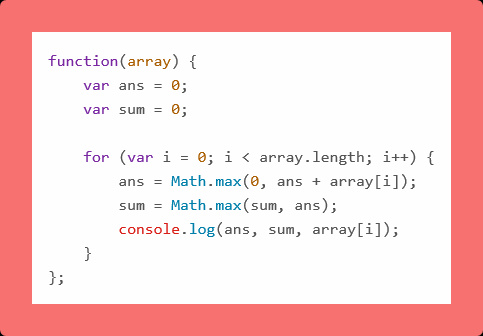 function(array) {
    var ans = 0;
    var sum = 0;

    for (var i = 0; i < array.length; i++) {
        ans = Math.max(0, ans + array[i]);
        sum = Math.max(sum, ans);
        console.log(ans, sum, array[i]);
    }
};